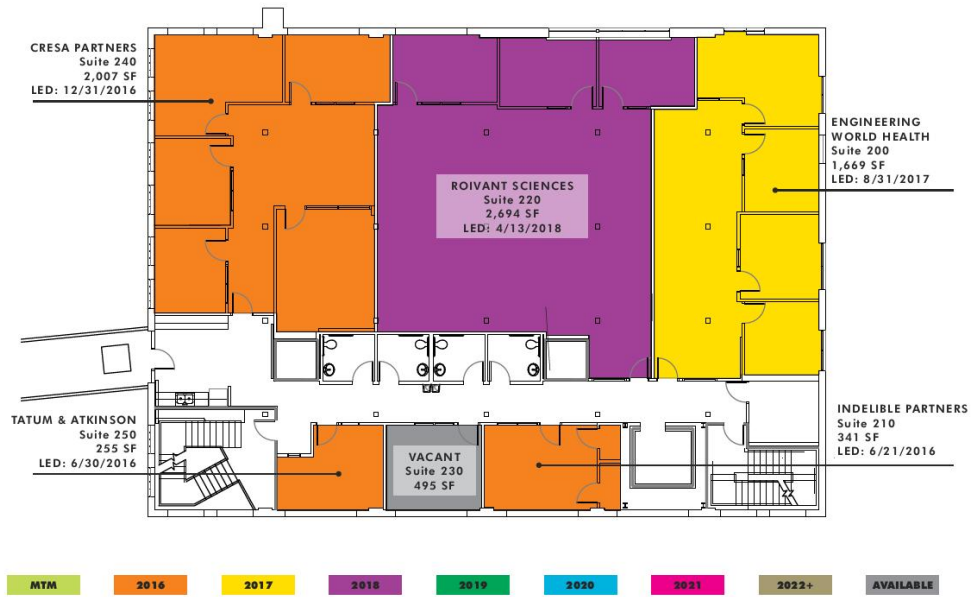 CRESA PARTNERS
Suite 240
2,007 SF
LED: 12/31/2016
ENGINEERING
WORLD HEALTH
Suite 200
1,669 SF
LED: 8/31/2017
ROIVANT SCIENCES
Suite 220
2,694 SF
LED: 4/13/2018
TATUM & ATKINSON
Suite 250
255 SF
LED: 6/30/2016
VACANT
Suite 230
495 SF
INDELIBLE PARTNERS
Suite 210
341 SF
LED: 6/21/2016
MTM 2016 2017 2018 2019 2020 2021 2022+ AVAILABLE